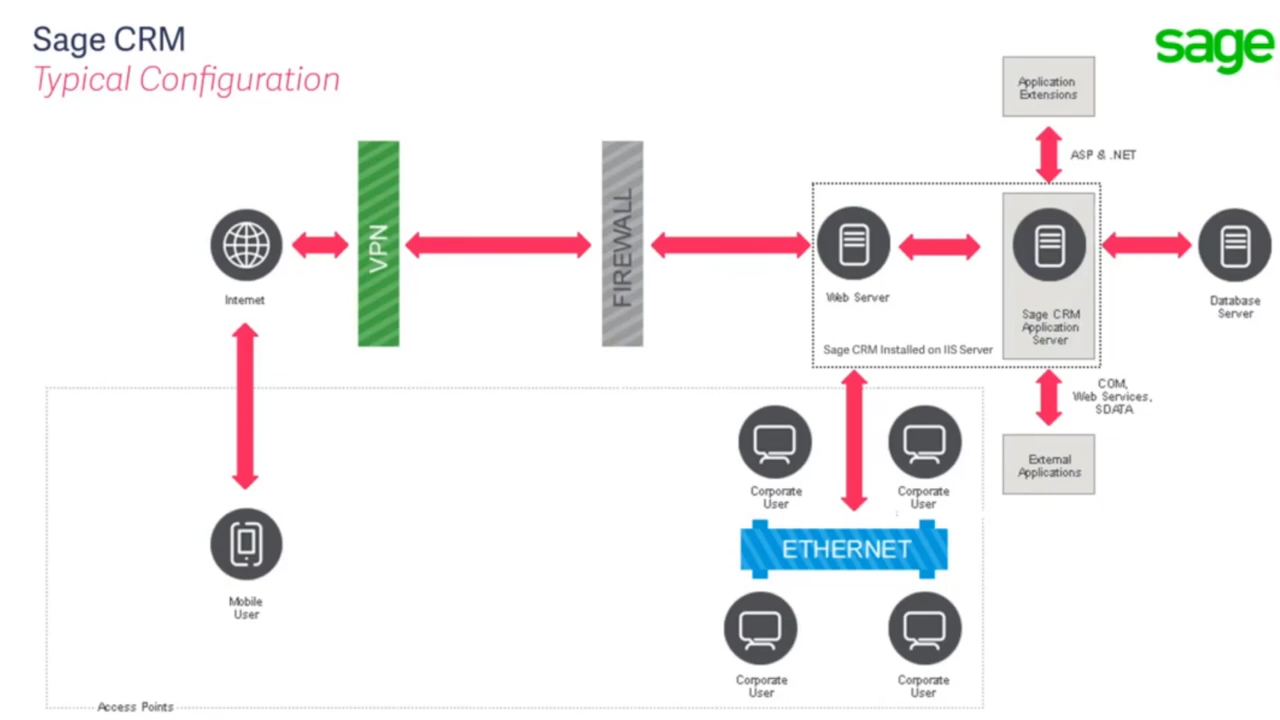 Sage CRM
Typical Configuration
sage
Application
Extensions
ASP & .NET
VPN
FIREWALL
Internet
Web Server
Sage CRM
Application
Server
Database
Server
Sage CRM Installed on IIS Server
COM,
Web Services,
SDATA
External
Applications
Corporate
User
Corporate
User
ETHERNET
Mobile
User
Corporate
User
Corporate
User
Access Points